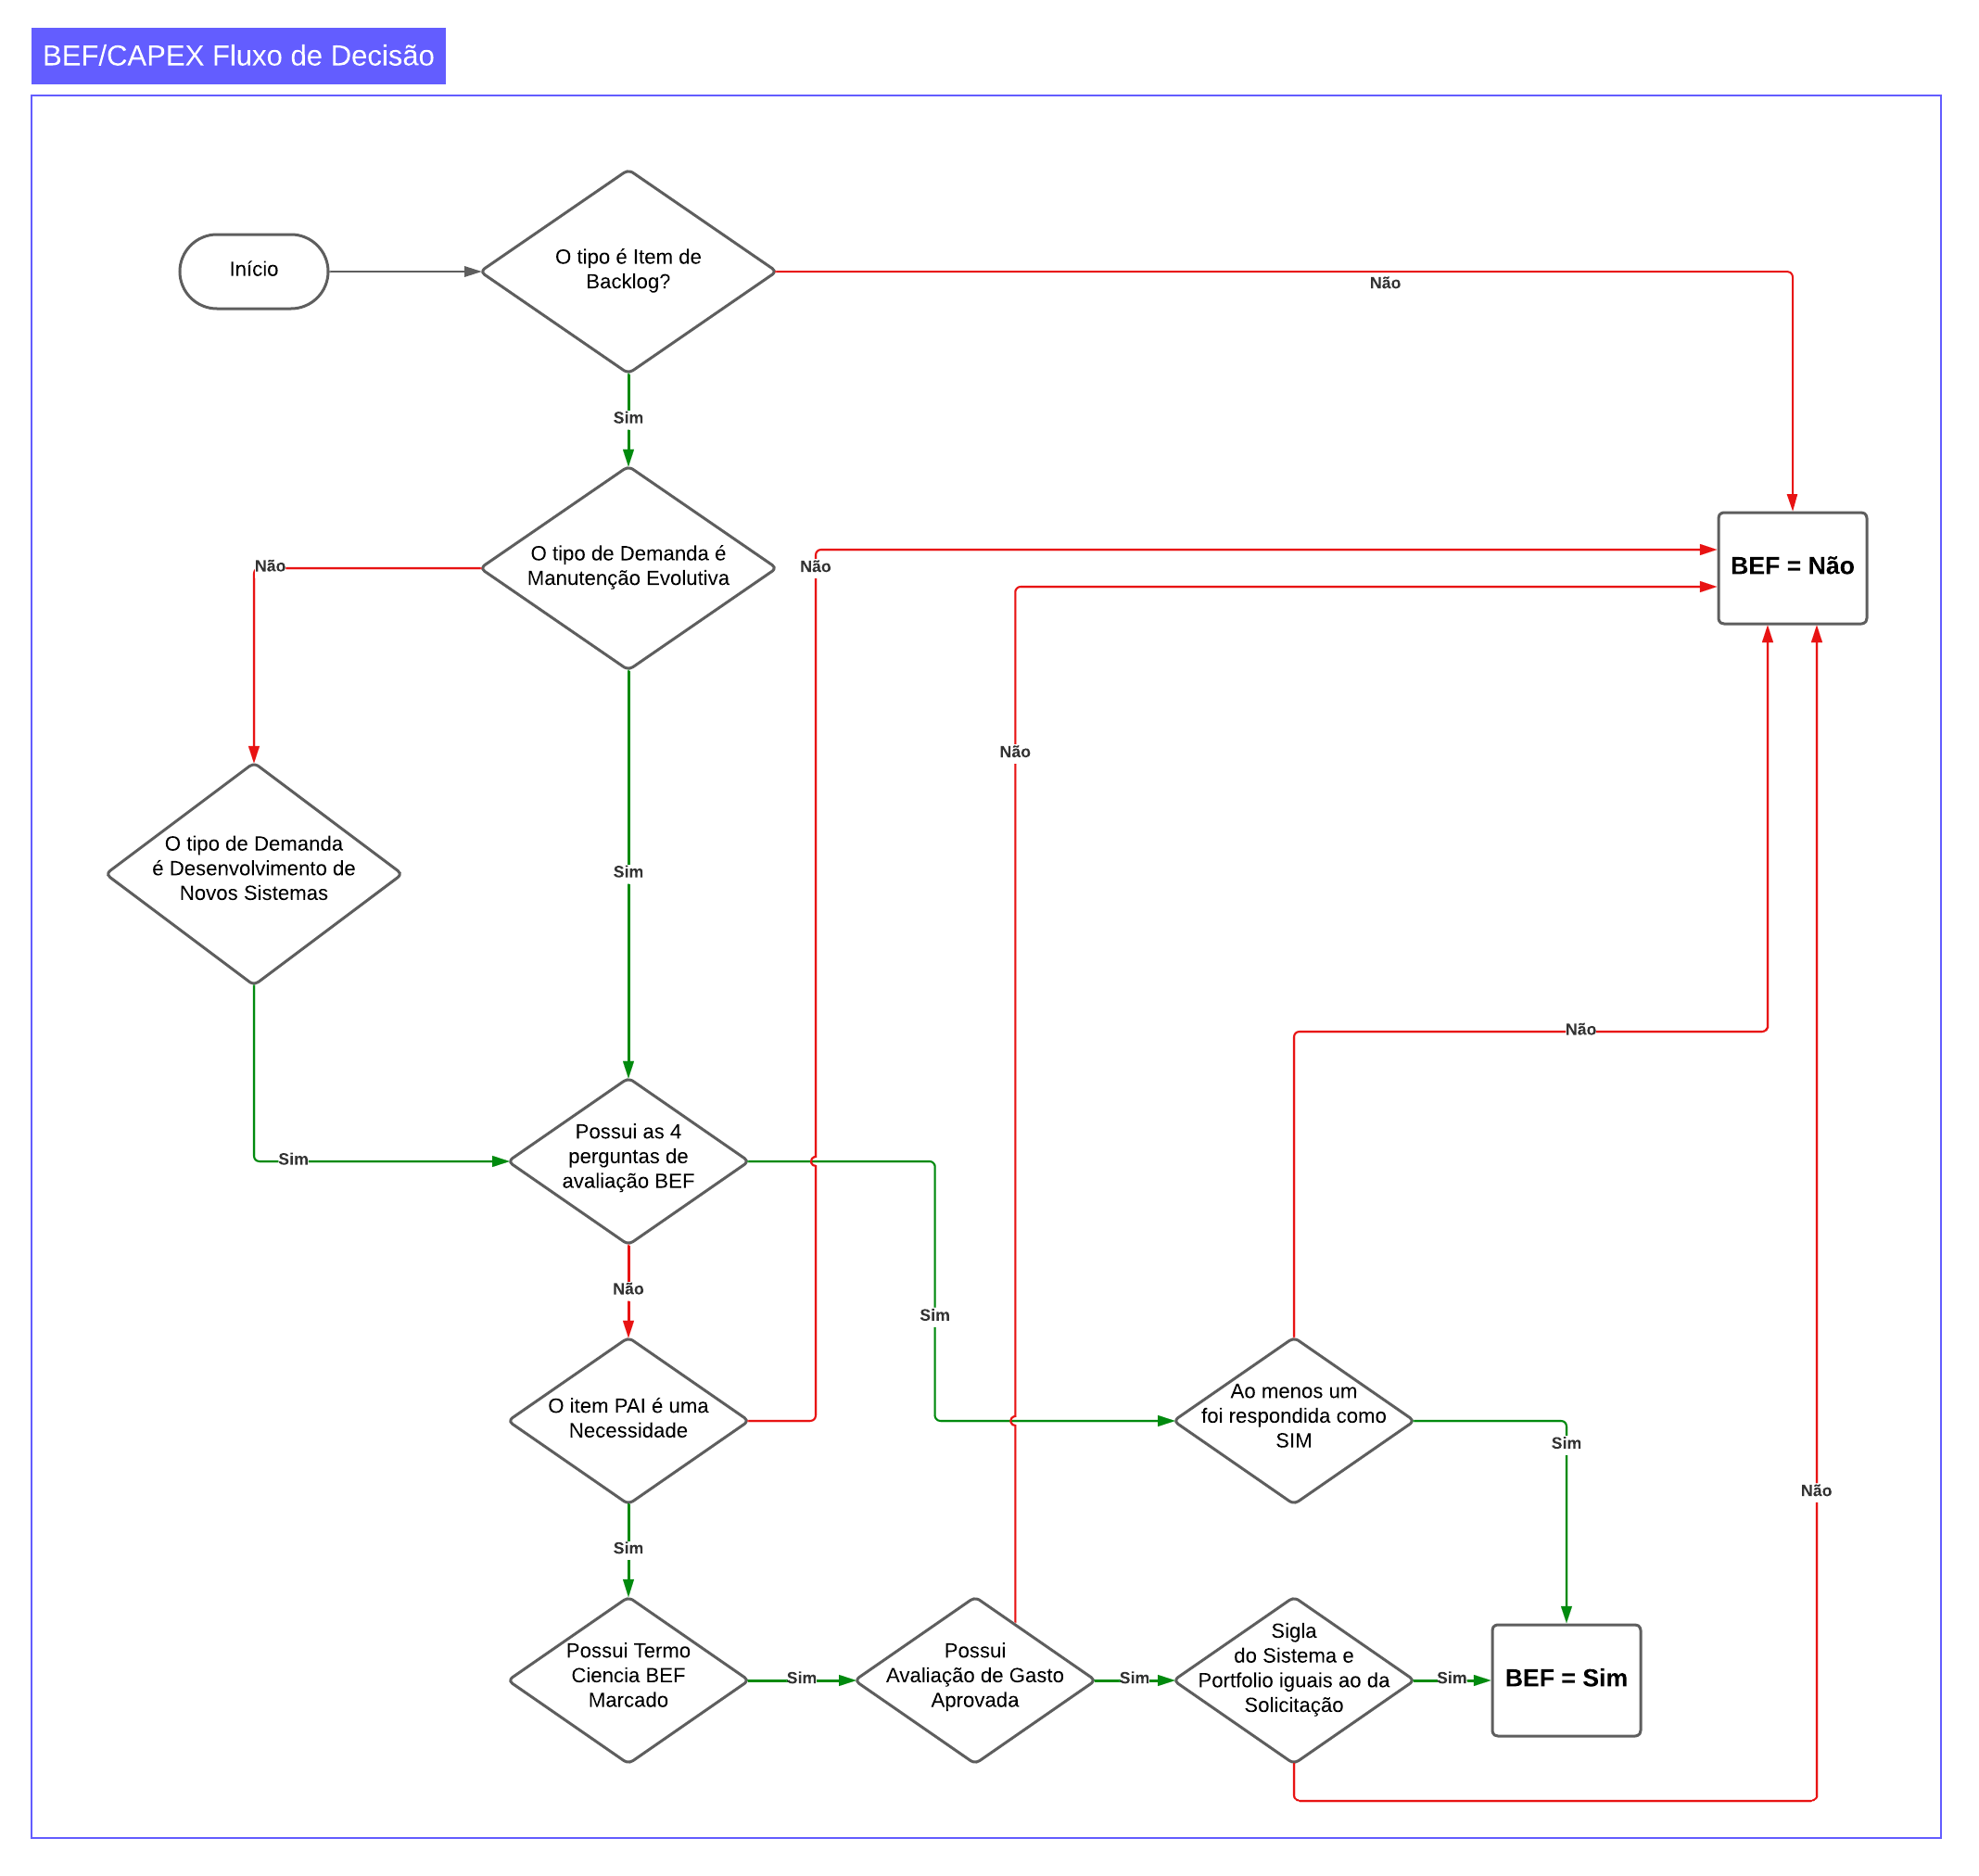 BEF/CAPEX Fluxo de Decisão
Início
O tipo é Item de
Backlog?
Não
Sim
O tipo de Demanda é
Manutenção Evolutiva
Não
Não
BEF = Não
Não
O tipo de Demanda
é Desenvolvimento de
Novos Sistemas
Sim
Não
Possui as 4
perguntas de
avaliação BEF
Sim
Não
Sim
O item PAI é uma
Necessidade
Ao menos um
foi respondida como
SIM
Sim
Não
Sim
Possui Termo
Ciencia BEF
Marcado
Sim
Possui
Avaliação de Gasto
Aprovada
Sim
Sigla
do Sistema e
Portfolio iguais ao da
Solicitação
Sim
BEF = Sim